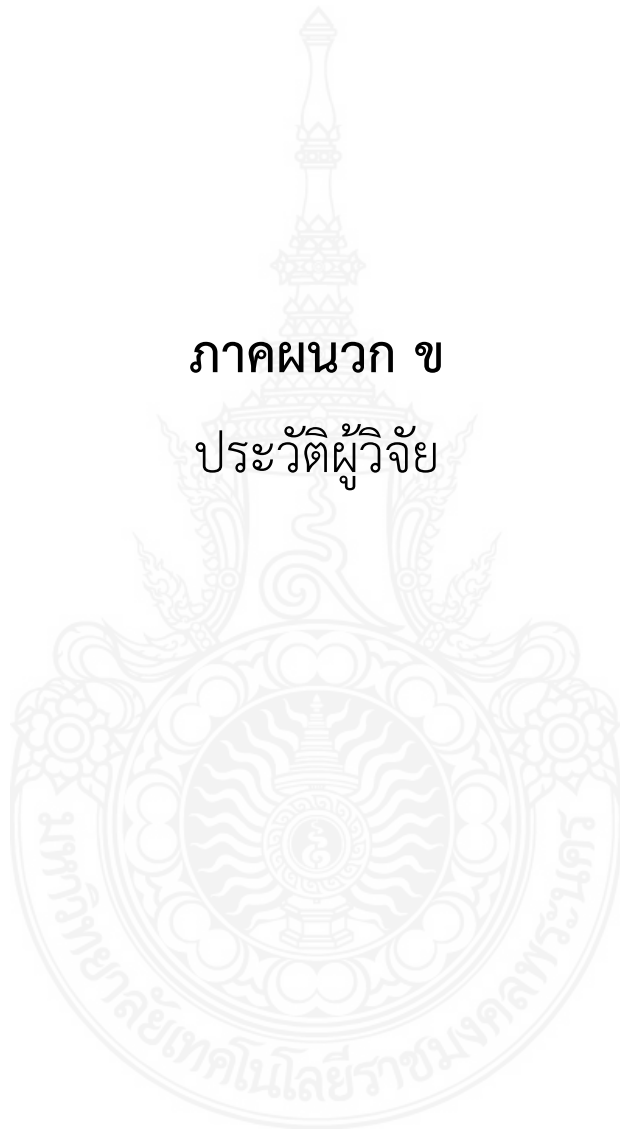 ภาคผนวก ข
ประวัติผู้วิจัย
มหาวิทยาลัยเทคโนโลยีราชมงคลพระนคร